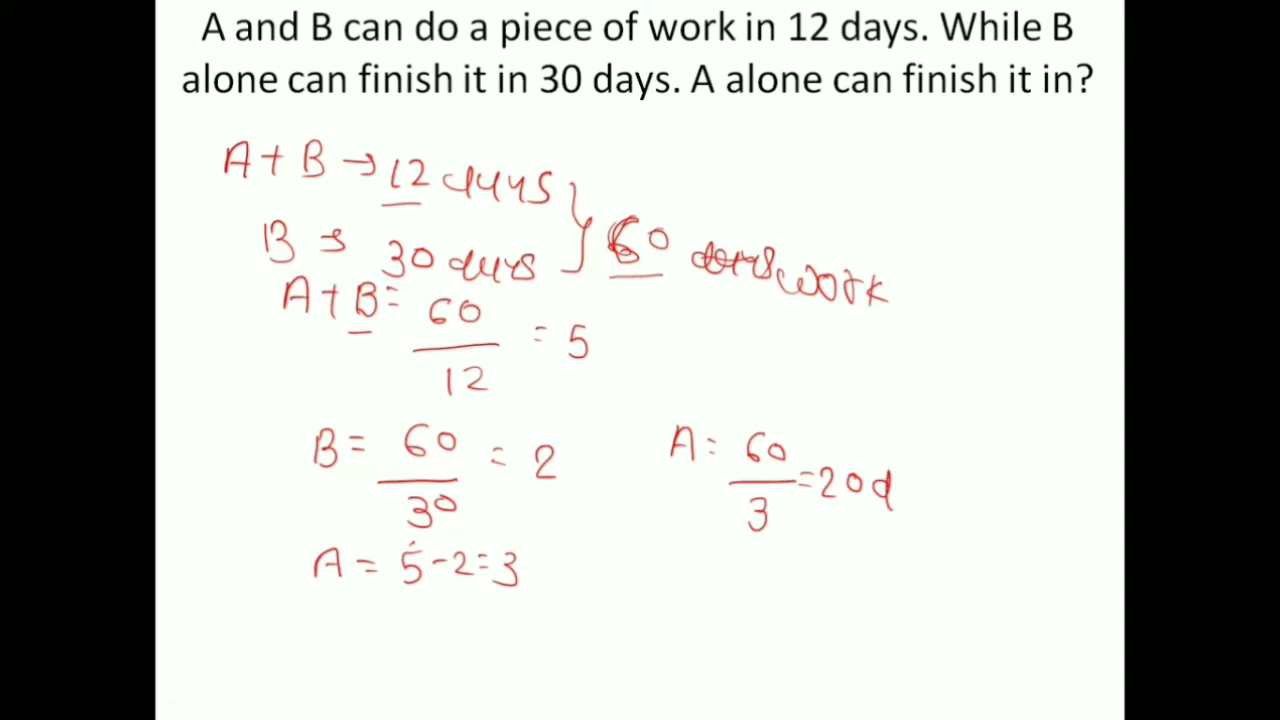 A and B can do a piece of work in 12 days. While B
alone can finish it in 30 days. A alone can finish it in?
A + B → 12 days
B → 30 days
60 work
A + B = 60/12 = 5
B = 60/30 = 2
A = 60/3 = 20d
A = 5 - 2 = 3